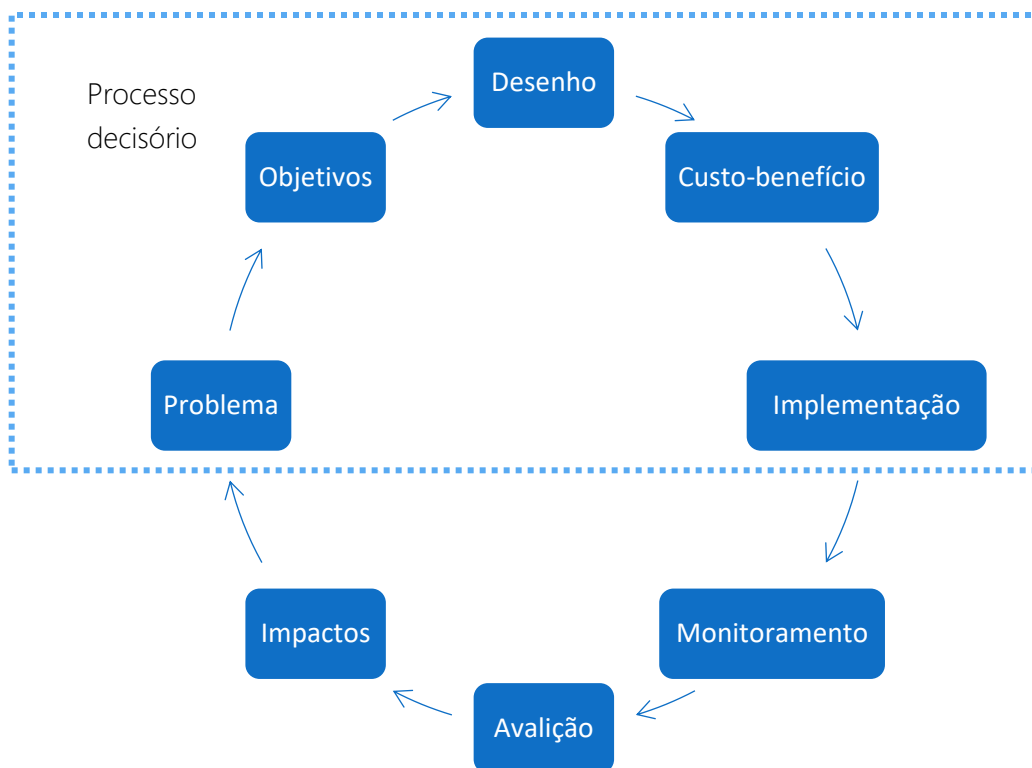 Processo
decisório
Desenho
Objetivos
Custo-benefício
Problema
Implementação
Impactos
Monitoramento
Avalição